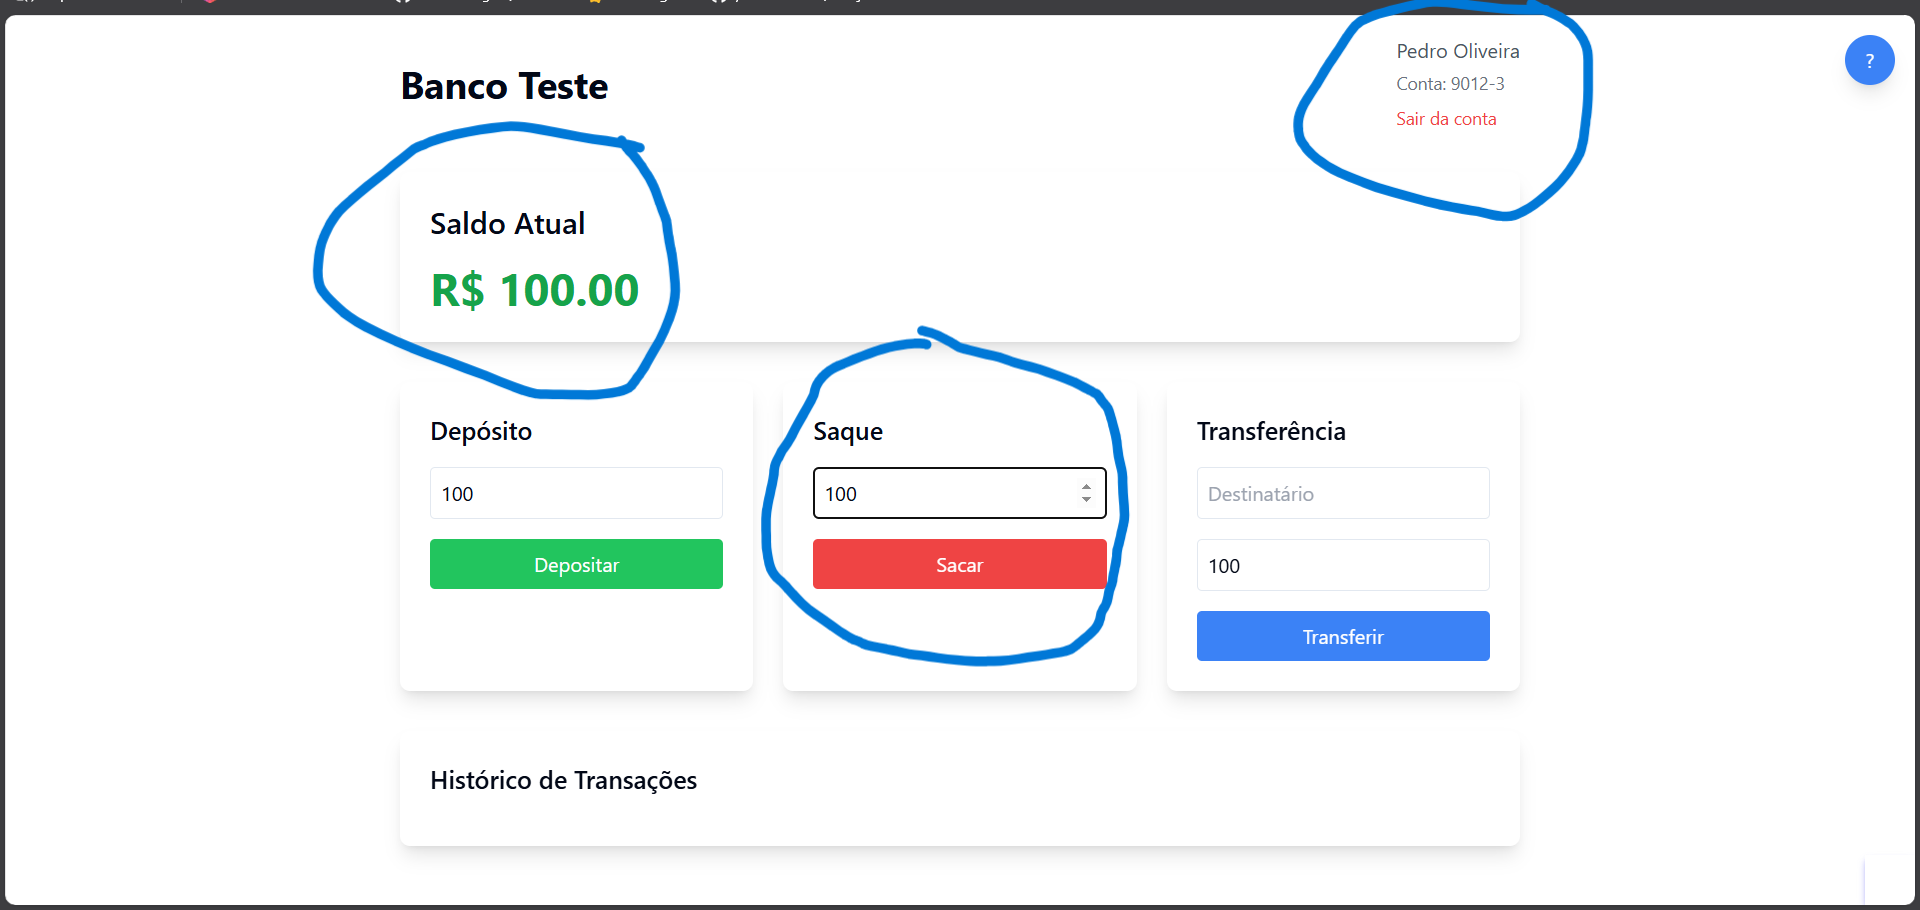 Banco Teste
Pedro Oliveira
Conta: 9012-3
Sair da conta
?
Saldo Atual
R$ 100.00
Depósito
100
Depositar
Saque
100
Sacar
Transferência
Destinatário
100
Transferir
Histórico de Transações